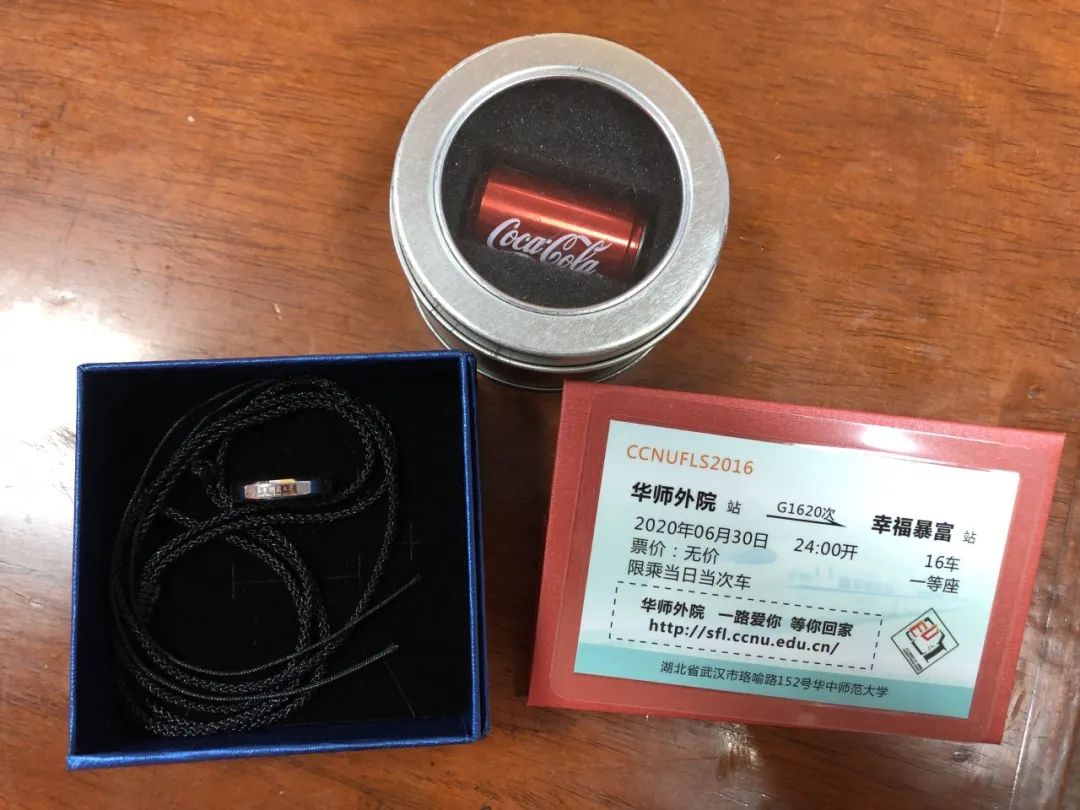 Coca-Cola
CCNUFLS2016
华师外院 站 G1620次 幸福暴富 站
2020年06月30日 24:00开 16车
票价：无价 一等座
限乘当日当次车
华师外院 一路爱你 等你回家
http://sfl.ccnu.edu.cn/
湖北省武汉市珞喻路152号华中师范大学